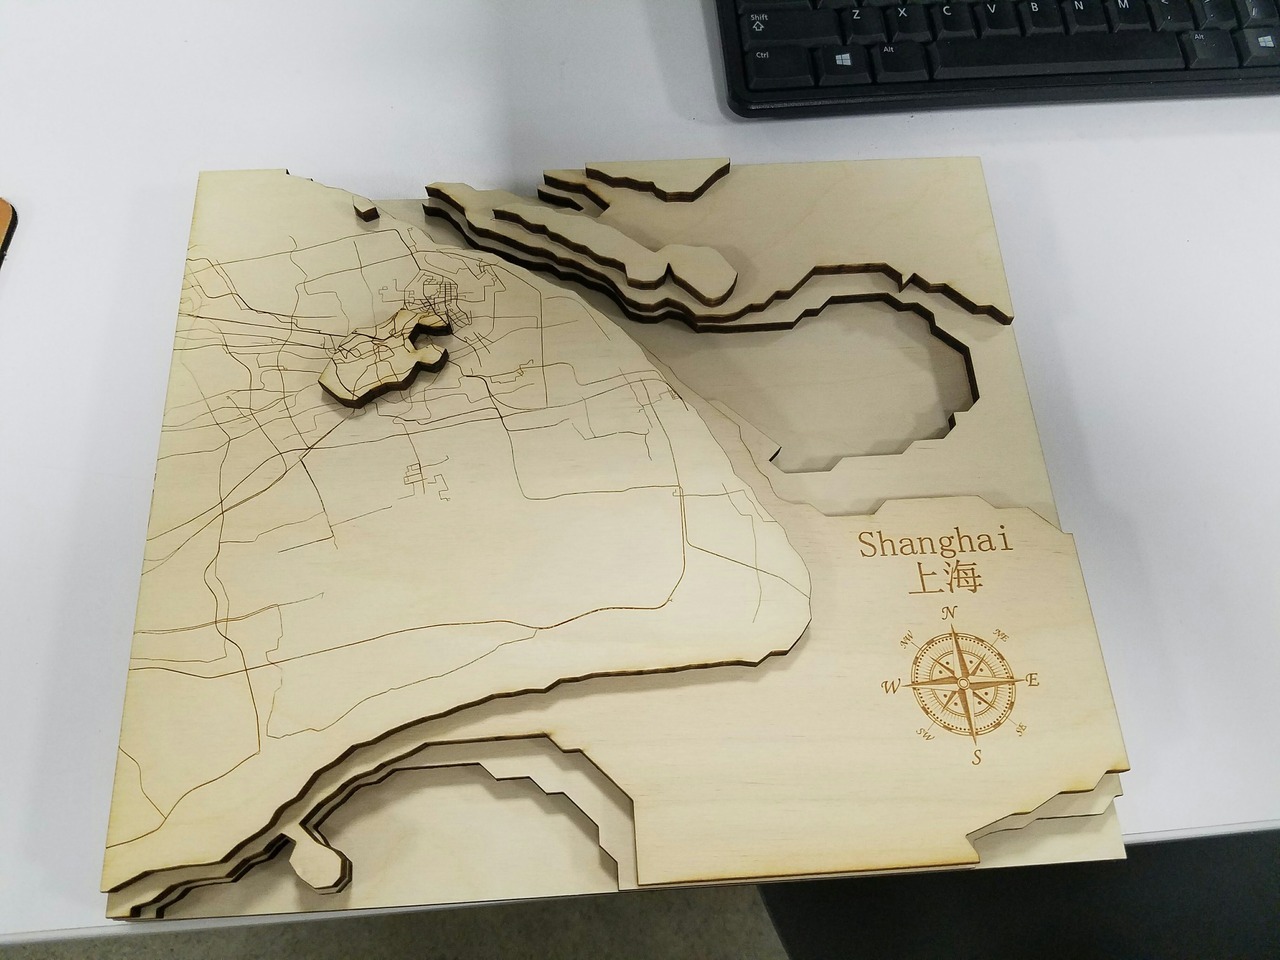 Shift
Z X C V B N M <
Ctrl Alt Alt
Shanghai
上海
N
NW NE
W E
SW SE
S